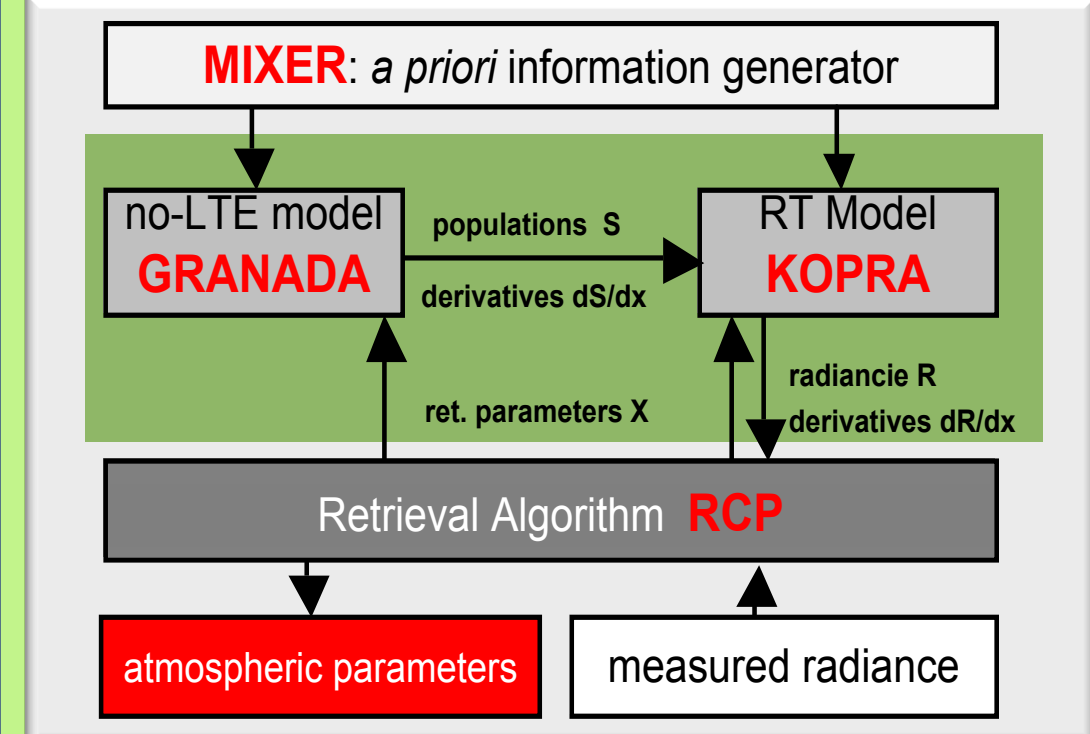 MIXER: a priori information generator
no-LTE model
GRANADA
populations S
derivatives dS/dx
RT Model
KOPRA
ret. parameters X
radiancie R
derivatives dR/dx
Retrieval Algorithm RCP
atmospheric parameters
measured radiance